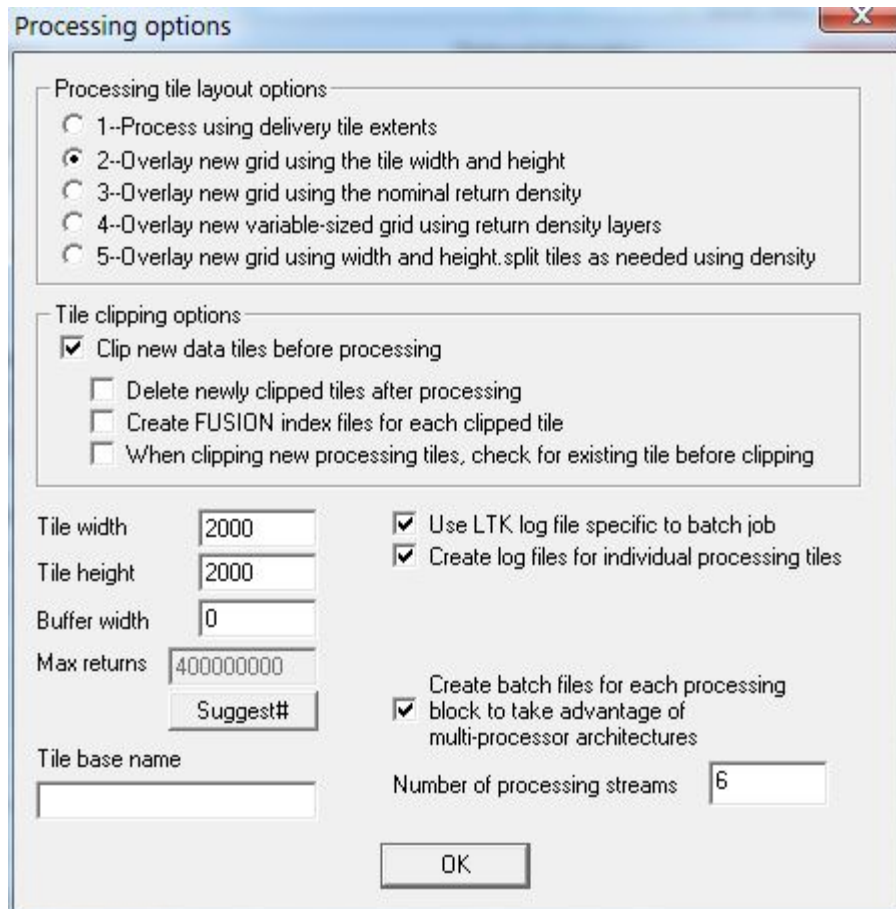 Processing options
X
Processing tile layout options
1--Process using delivery tile extents
2--Overlay new grid using the tile width and height
3--Overlay new grid using the nominal return density
4--Overlay new variable-sized grid using return density layers
5--Overlay new grid using width and height.split tiles as needed using density
Tile clipping options
Clip new data tiles before processing
Delete newly clipped tiles after processing
Create FUSION index files for each clipped tile
When clipping new processing tiles, check for existing tile before clipping
Tile width 2000
Use LTK log file specific to batch job
Tile height 2000
Create log files for individual processing tiles
Buffer width 0
Max returns 400000000
Suggest#
Create batch files for each processing
block to take advantage of
multi-processor architectures
Tile base name
Number of processing streams 6
OK